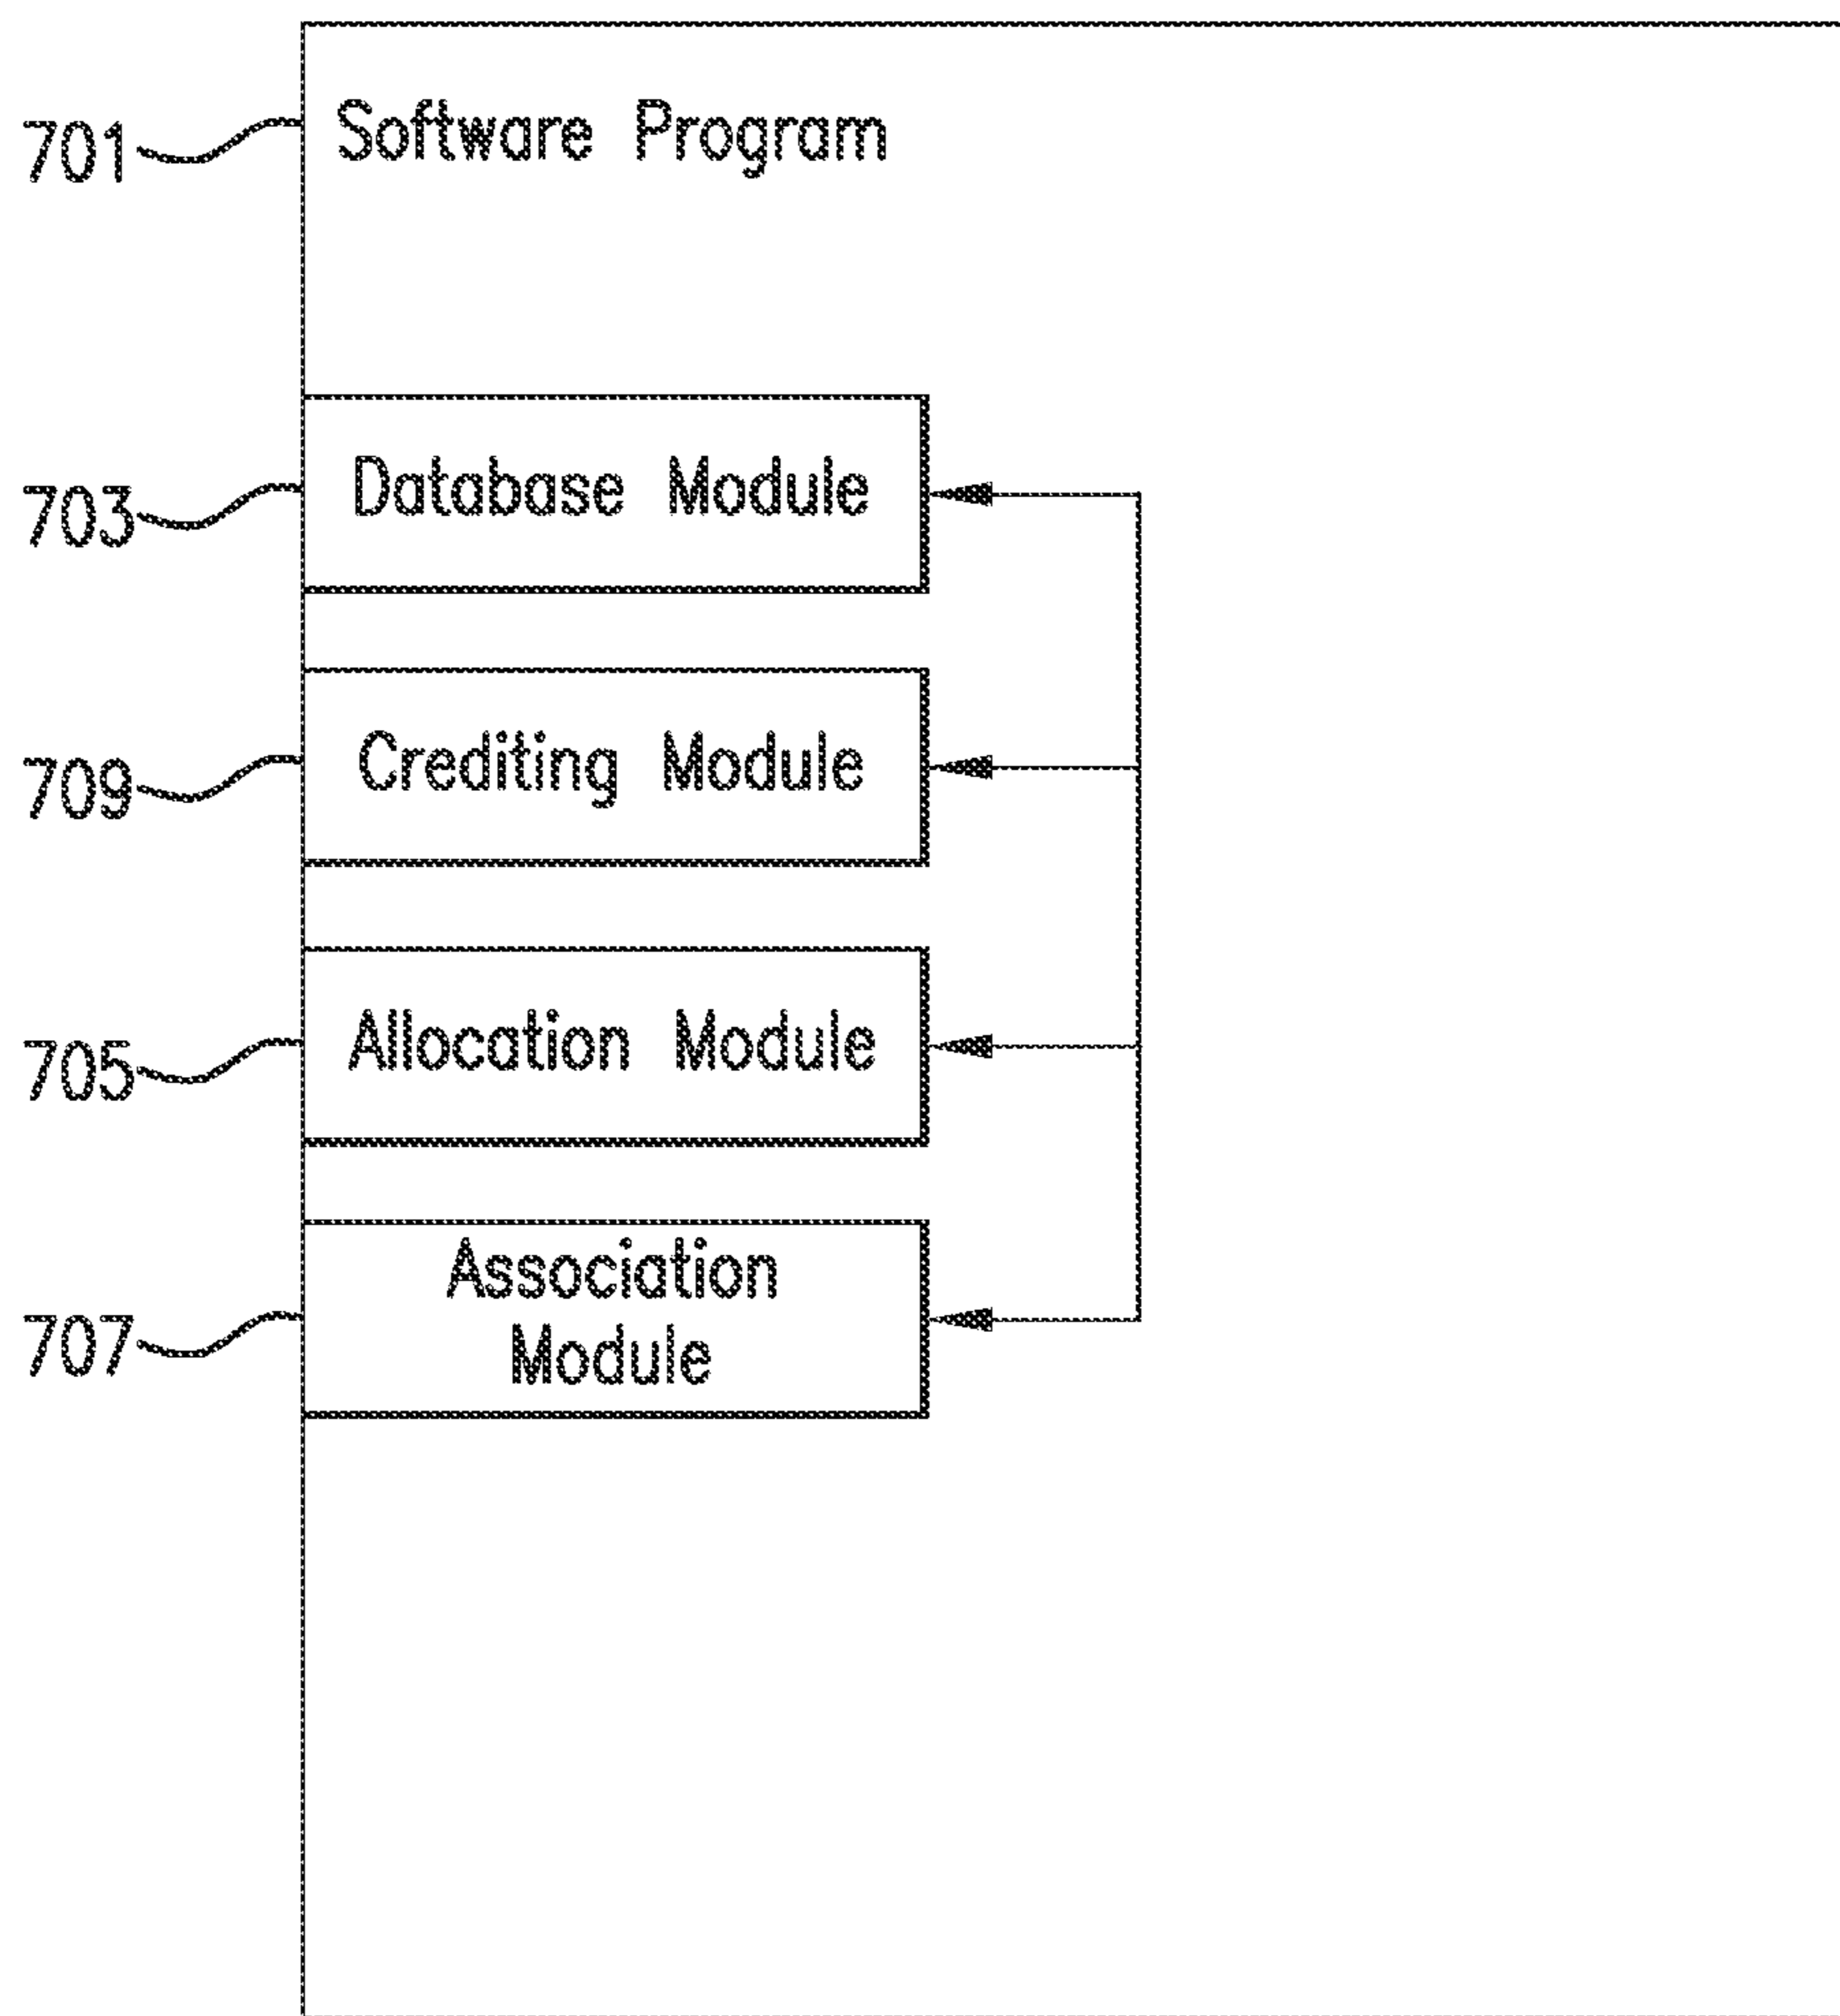 701 Software Program
703 Database Module
709 Crediting Module
705 Allocation Module
Association
707 Module